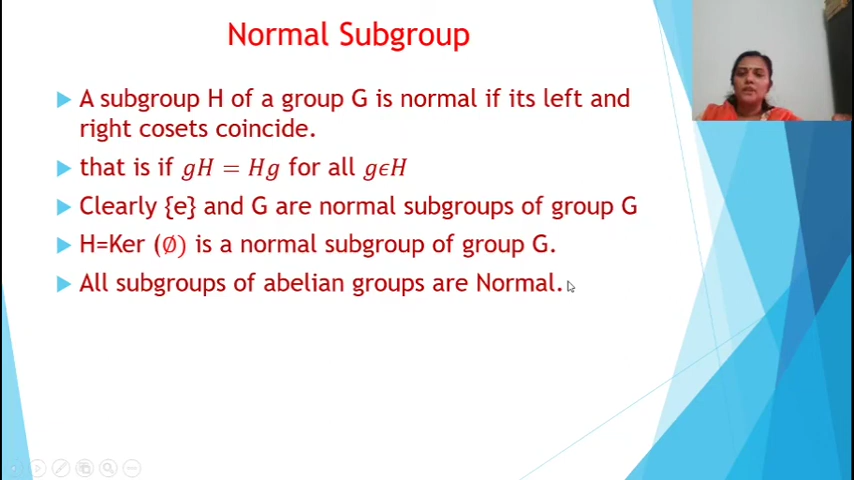 Normal Subgroup
A subgroup H of a group G is normal if its left and
right cosets coincide.
that is if gH = Hg for all gϵH
Clearly {e} and G are normal subgroups of group G
H=Ker (∅) is a normal subgroup of group G.
All subgroups of abelian groups are Normal.